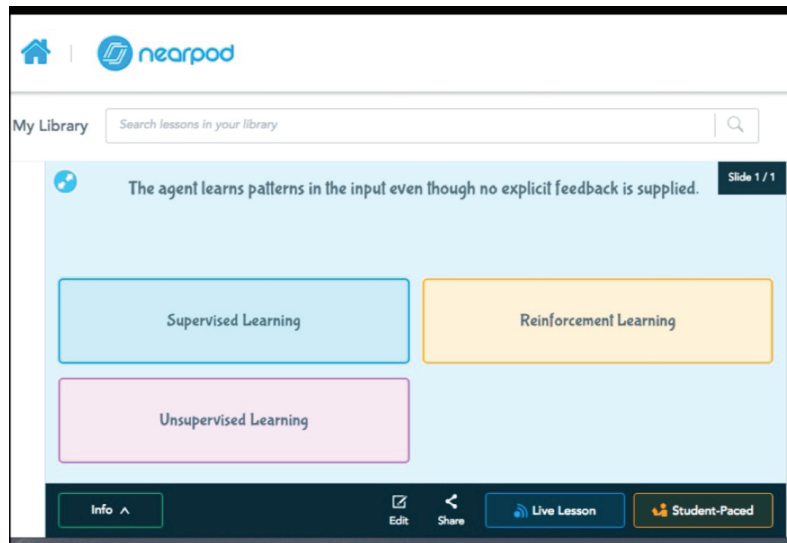 nearpod
My Library
Search lessons in your library
Slide 1 / 1
The agent learns patterns in the input even though no explicit feedback is supplied.
Supervised Learning
Reinforcement Learning
Unsupervised Learning
Info
Edit
Share
Live Lesson
Student-Paced